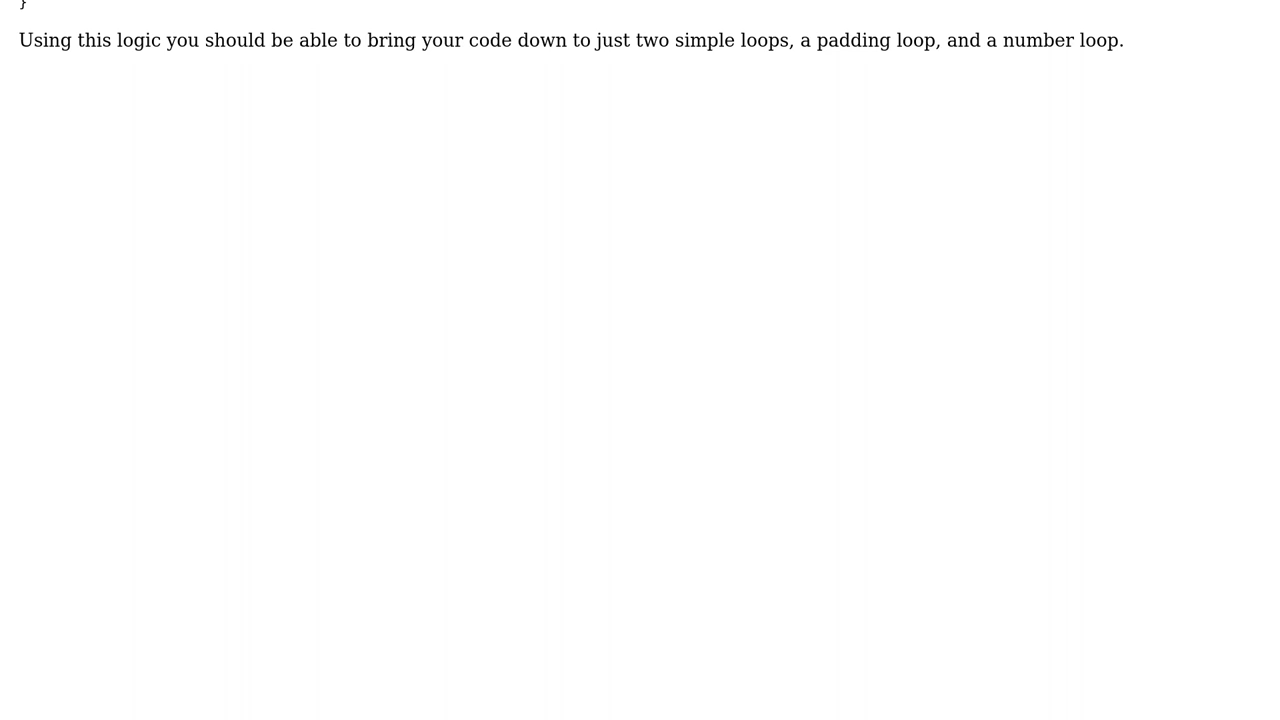 }
Using this logic you should be able to bring your code down to just two simple loops, a padding loop, and a number loop.